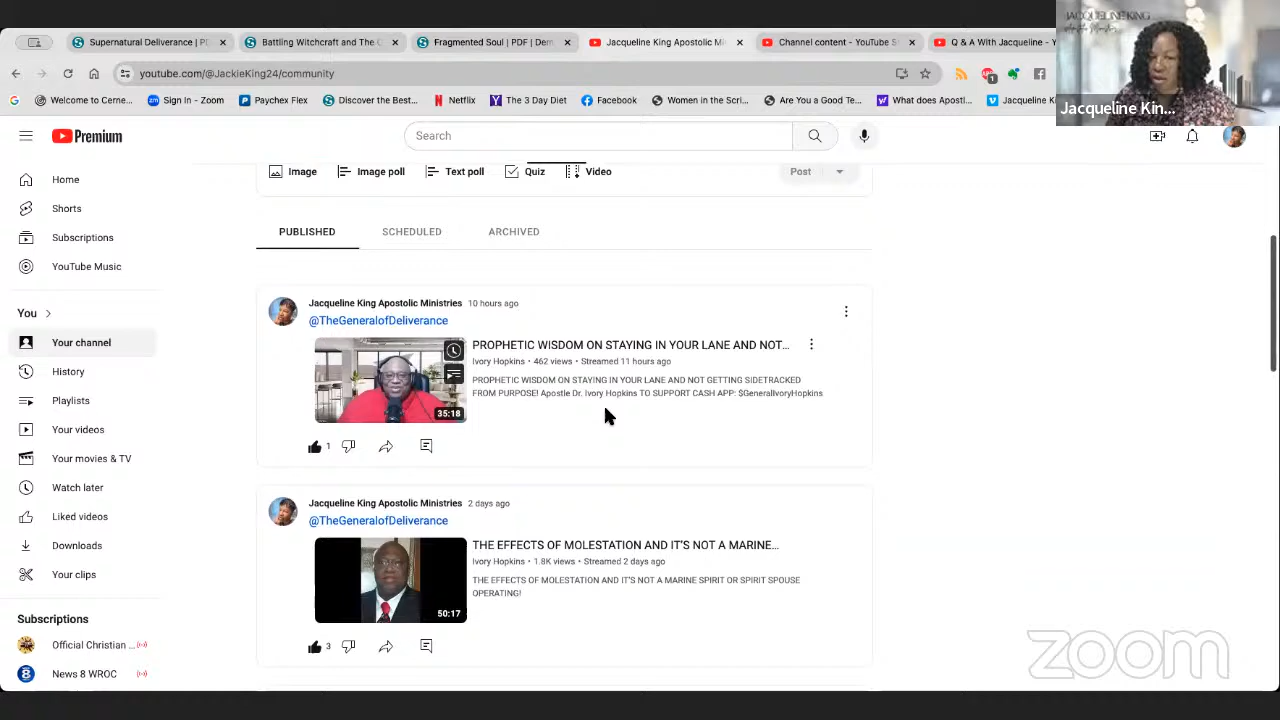 Supernatural Deliverance | P
Battling Witchcraft and The C
Fragmented Soul | PDF | Dem
Jacqueline King Apostolic Mi
Channel content - YouTube S
Q & A With Jacqueline - Y
JACQUELINE KING
youtube.com/@JackieKing24/community
1
Welcome to Cerne...
Sign In - Zoom
Paychex Flex
Discover the Best...
Netflix
The 3 Day Diet
Facebook
Women in the Scri...
Are You a Good Te...
What does Apostl...
Jacqueline
Jacqueline Kin...
Premium
Search
Home
Shorts
Subscriptions
YouTube Music
You
Your channel
History
Playlists
Your videos
Your movies & TV
Watch later
Liked videos
Downloads
Your clips
Subscriptions
Official Christian ...
News 8 WROC
Image
Image poll
Text poll
Quiz
Video
Post
PUBLISHED
SCHEDULED
ARCHIVED
Jacqueline King Apostolic Ministries 10 hours ago
@TheGeneralofDeliverance
35:18
PROPHETIC WISDOM ON STAYING IN YOUR LANE AND NOT...
Ivory Hopkins • 462 views • Streamed 11 hours ago
PROPHETIC WISDOM ON STAYING IN YOUR LANE AND NOT GETTING SIDETRACKED
FROM PURPOSE! Apostle Dr. Ivory Hopkins TO SUPPORT CASH APP: $GeneralIvoryHopkins
1
Jacqueline King Apostolic Ministries 2 days ago
@TheGeneralofDeliverance
50:17
THE EFFECTS OF MOLESTATION AND IT'S NOT A MARINE...
Ivory Hopkins • 1.8K views • Streamed 2 days ago
THE EFFECTS OF MOLESTATION AND IT'S NOT A MARINE SPIRIT OR SPIRIT SPOUSE
OPERATING!
3
zoom